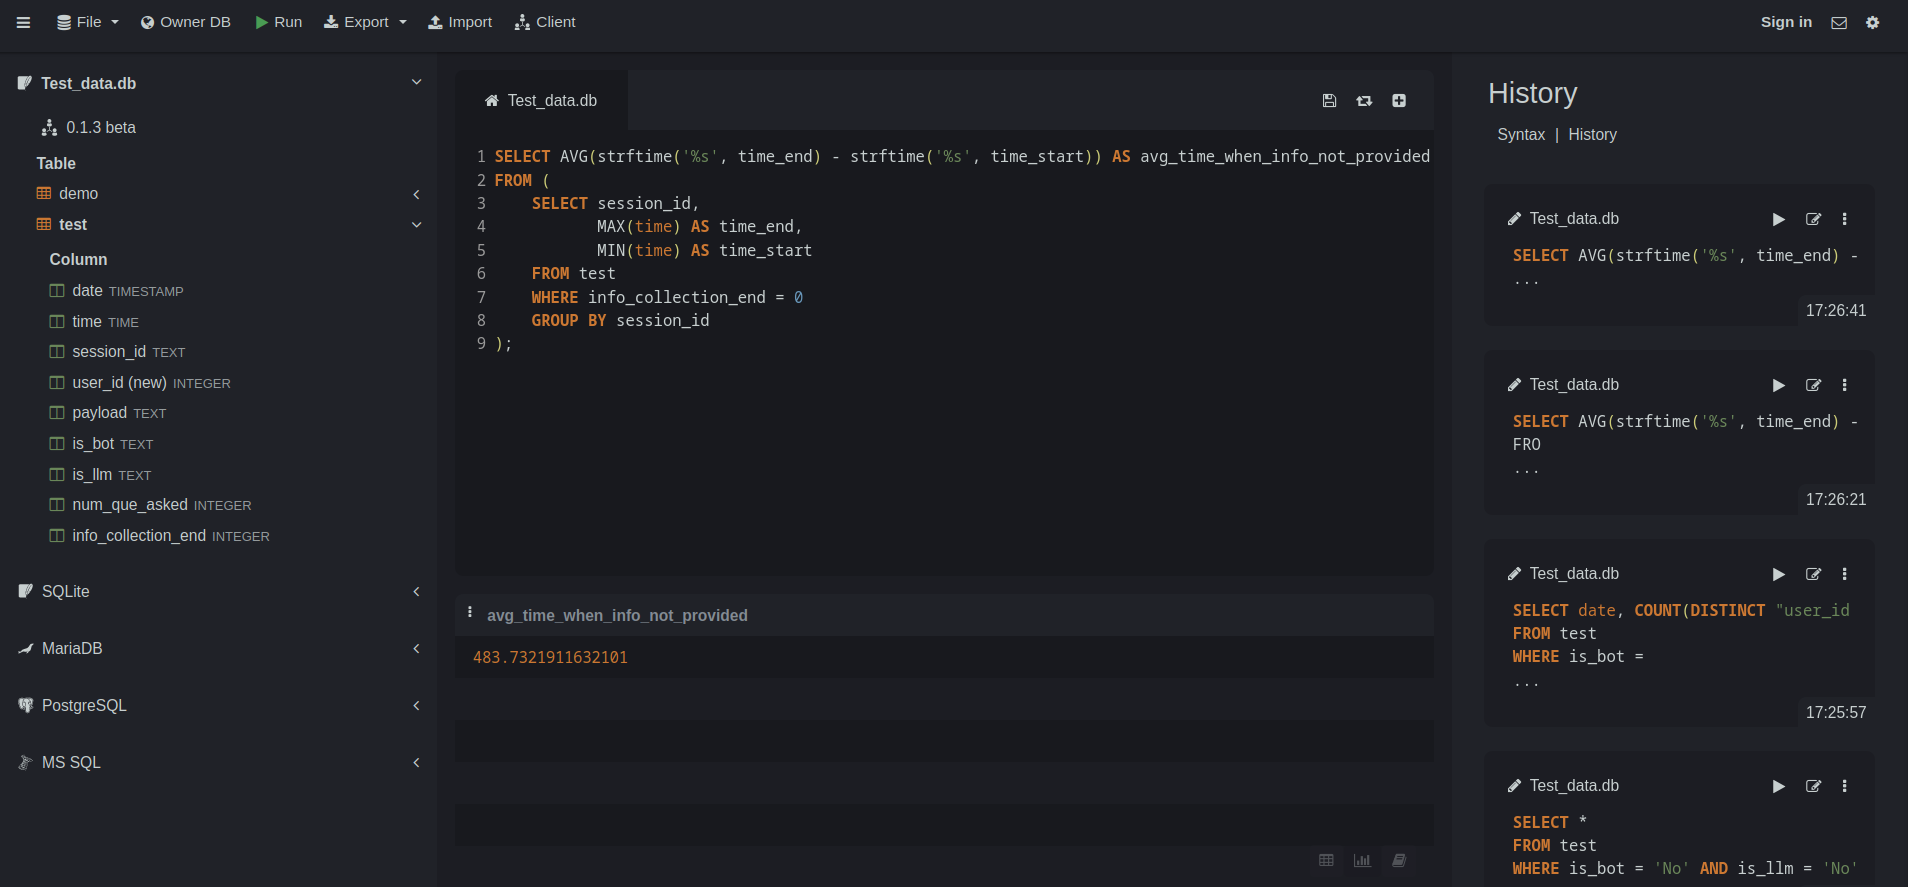 File
Owner DB
Run
Export
Import
Client
Sign in
Test_data.db
0.1.3 beta
Table
demo
test
Column
date TIMESTAMP
time TIME
session_id TEXT
user_id (new) INTEGER
payload TEXT
is_bot TEXT
is_llm TEXT
num_que_asked INTEGER
info_collection_end INTEGER
SQLite
MariaDB
PostgreSQL
MS SQL
Test_data.db
1 SELECT AVG(strftime('%s', time_end) - strftime('%s', time_start)) AS avg_time_when_info_not_provided
2 FROM (
3 SELECT session_id,
4 MAX(time) AS time_end,
5 MIN(time) AS time_start
6 FROM test
7 WHERE info_collection_end = 0
8 GROUP BY session_id
9 );
avg_time_when_info_not_provided
483.7321911632101
History
Syntax | History
Test_data.db
SELECT AVG(strftime('%s', time_end) -
...
17:26:41
Test_data.db
SELECT AVG(strftime('%s', time_end) -
FRO
...
17:26:21
Test_data.db
SELECT date, COUNT(DISTINCT "user_id
FROM test
WHERE is_bot =
...
17:25:57
Test_data.db
SELECT *
FROM test
WHERE is_bot = 'No' AND is_llm = 'No'